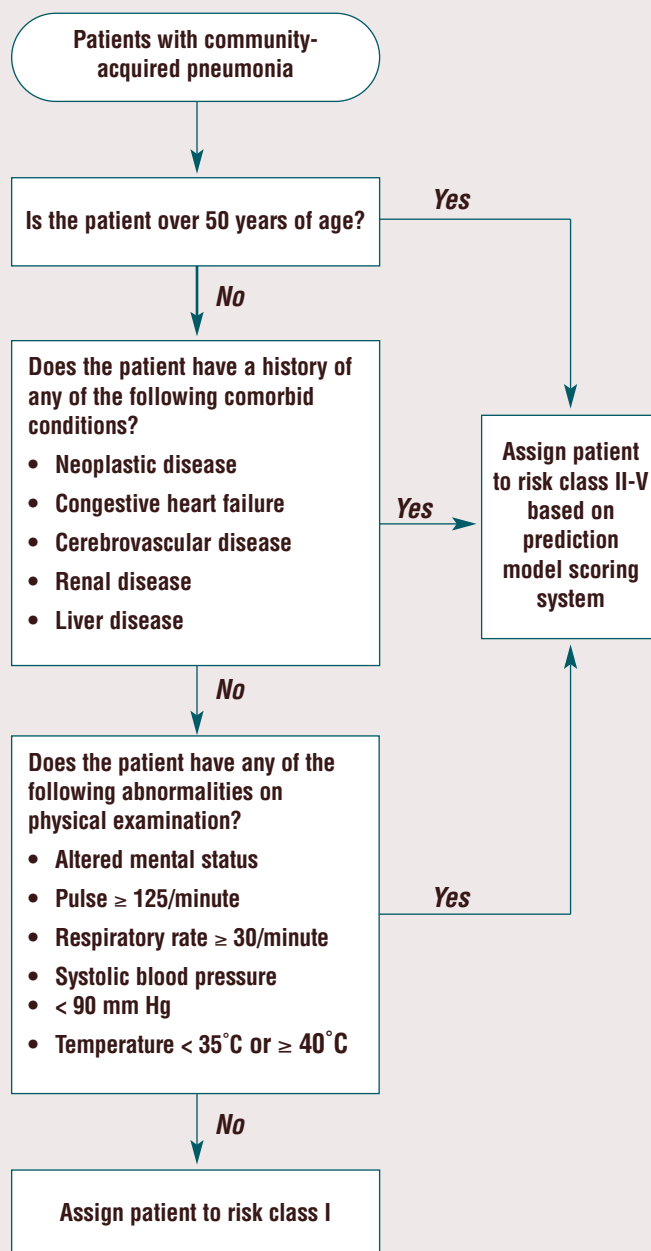 Patients with community-
acquired pneumonia
Is the patient over 50 years of age?
Yes
No
Does the patient have a history of
any of the following comorbid
conditions?
• Neoplastic disease
• Congestive heart failure
• Cerebrovascular disease
• Renal disease
• Liver disease
Yes
Assign patient
to risk class II-V
based on
prediction
model scoring
system
No
Does the patient have any of the
following abnormalities on
physical examination?
• Altered mental status
• Pulse ≥ 125/minute
• Respiratory rate ≥ 30/minute
• Systolic blood pressure
• < 90 mm Hg
• Temperature < 35˚C or ≥ 40˚C
Yes
No
Assign patient to risk class I